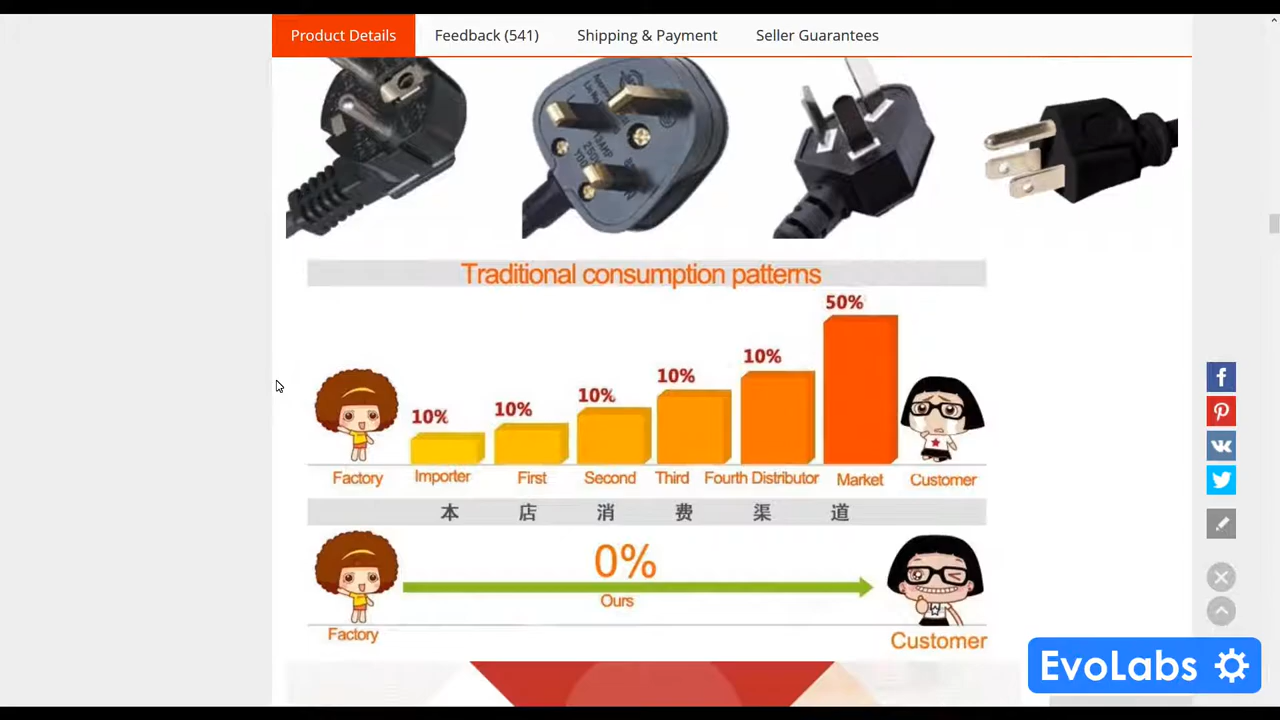 Product Details
Feedback (541)
Shipping & Payment
Seller Guarantees
Traditional consumption patterns
10%
10%
10%
10%
10%
50%
Factory
Importer
First
Second
Third
Fourth Distributor
Market
Customer
本店消费渠道
0%
Ours
Factory
Customer
EvoLabs